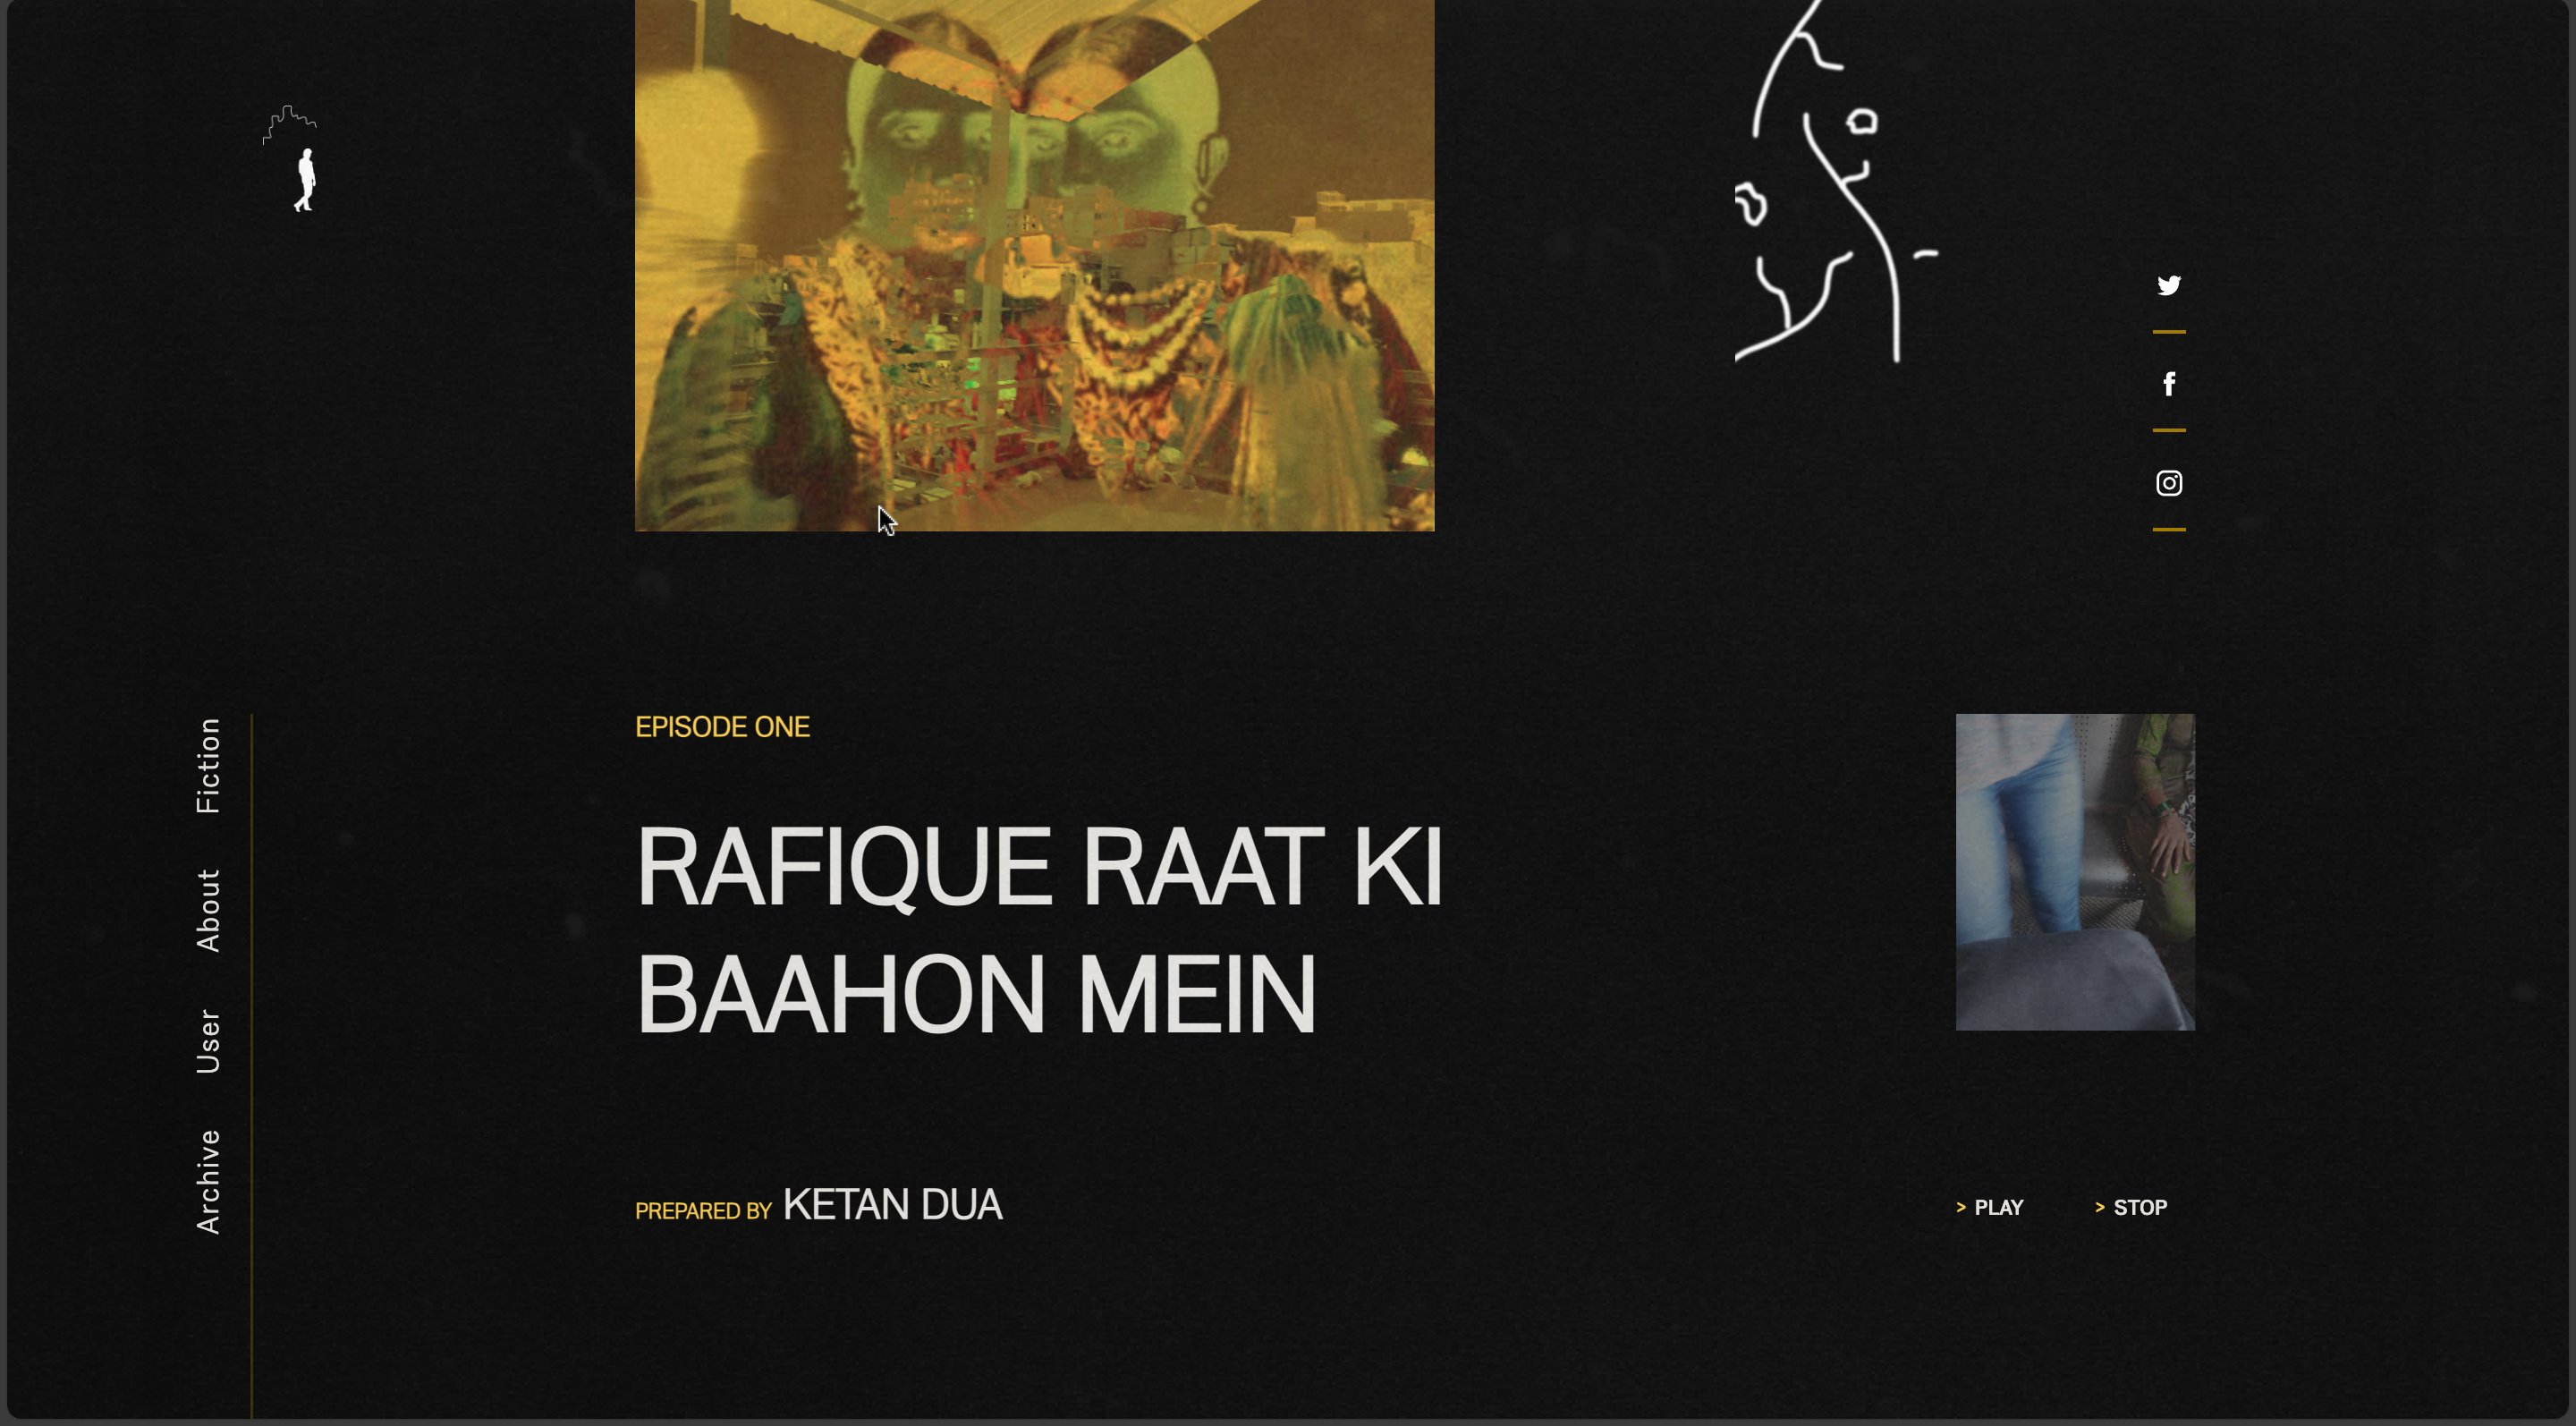 Fiction
About
User
Archive
EPISODE ONE
RAFIQUE RAAT KI
BAAHON MEIN
PREPARED BY KETAN DUA
> PLAY
> STOP